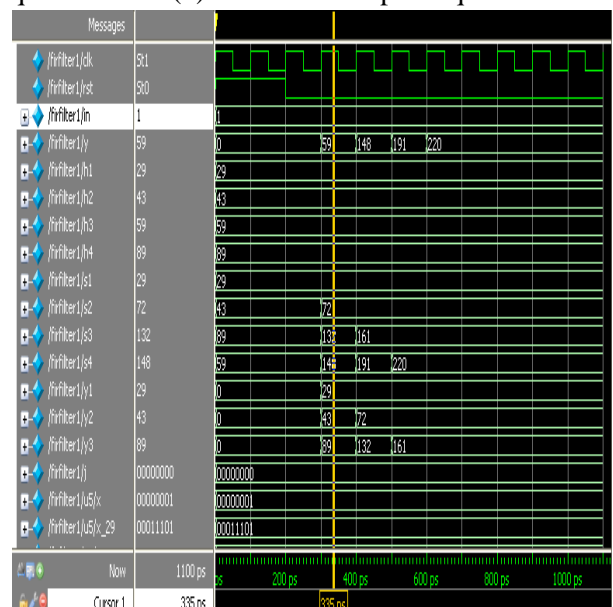 Messages
/firfilter1/clk St1
/firfilter1/rst St0
/firfilter1/in 1 1
/firfilter1/y 59 0 59 148 191 220
/firfilter1/h1 29 29
/firfilter1/h2 43 43
/firfilter1/h3 59 59
/firfilter1/h4 89 89
/firfilter1/s1 29 29
/firfilter1/s2 72 43 72
/firfilter1/s3 132 89 161
/firfilter1/s4 148 59 191 220
/firfilter1/y1 29 0 29
/firfilter1/y2 43 0 43 72
/firfilter1/y3 89 0 89 132 161
/firfilter1/j 00000000 00000000
/firfilter1/u5/x 00000001 00000001
/firfilter1/u5/x_29 00011101 00011101
Now 1100 ps ps 200 ps 400 ps 600 ps 800 ps 1000 ps
Cursor 1 335 ps 335 ps